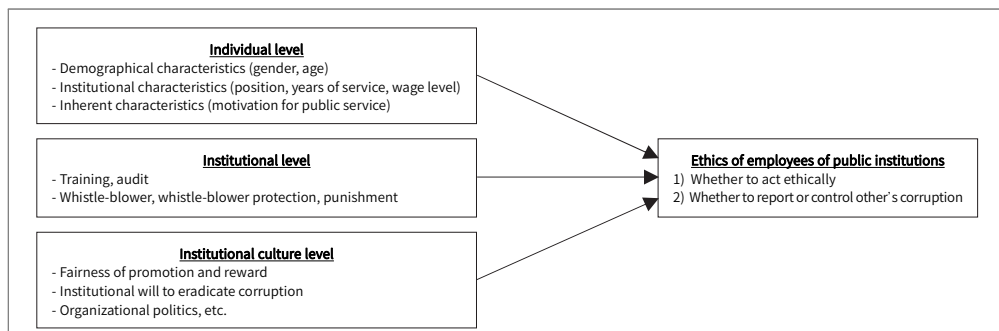 Individual level
- Demographical characteristics (gender, age)
- Institutional characteristics (position, years of service, wage level)
- Inherent characteristics (motivation for public service)
Institutional level
- Training, audit
- Whistle-blower, whistle-blower protection, punishment
Institutional culture level
- Fairness of promotion and reward
- Institutional will to eradicate corruption
- Organizational politics, etc.
Ethics of employees of public institutions
1) Whether to act ethically
2) Whether to report or control other's corruption